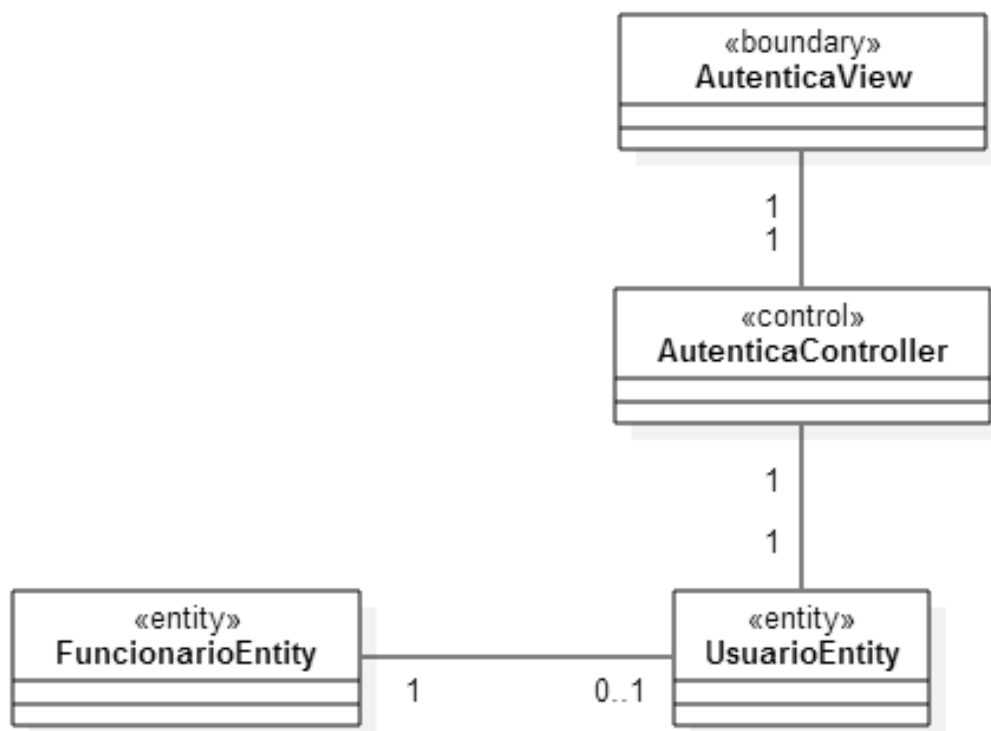 «boundary»
AutenticaView
1
1
«control»
AutenticaController
1
1
«entity»
FuncionarioEntity
1
0..1
«entity»
UsuarioEntity